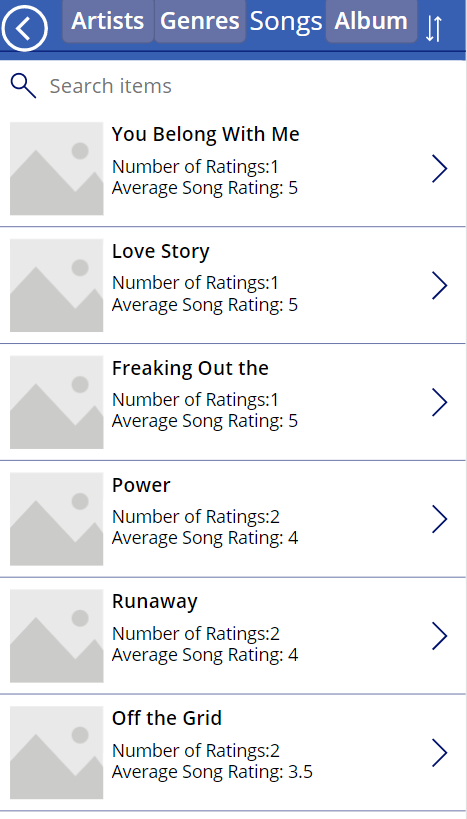 Artists Genres Songs Album
Search items
You Belong With Me
Number of Ratings:1
Average Song Rating: 5
Love Story
Number of Ratings:1
Average Song Rating: 5
Freaking Out the
Number of Ratings:1
Average Song Rating: 5
Power
Number of Ratings:2
Average Song Rating: 4
Runaway
Number of Ratings:2
Average Song Rating: 4
Off the Grid
Number of Ratings:2
Average Song Rating: 3.5